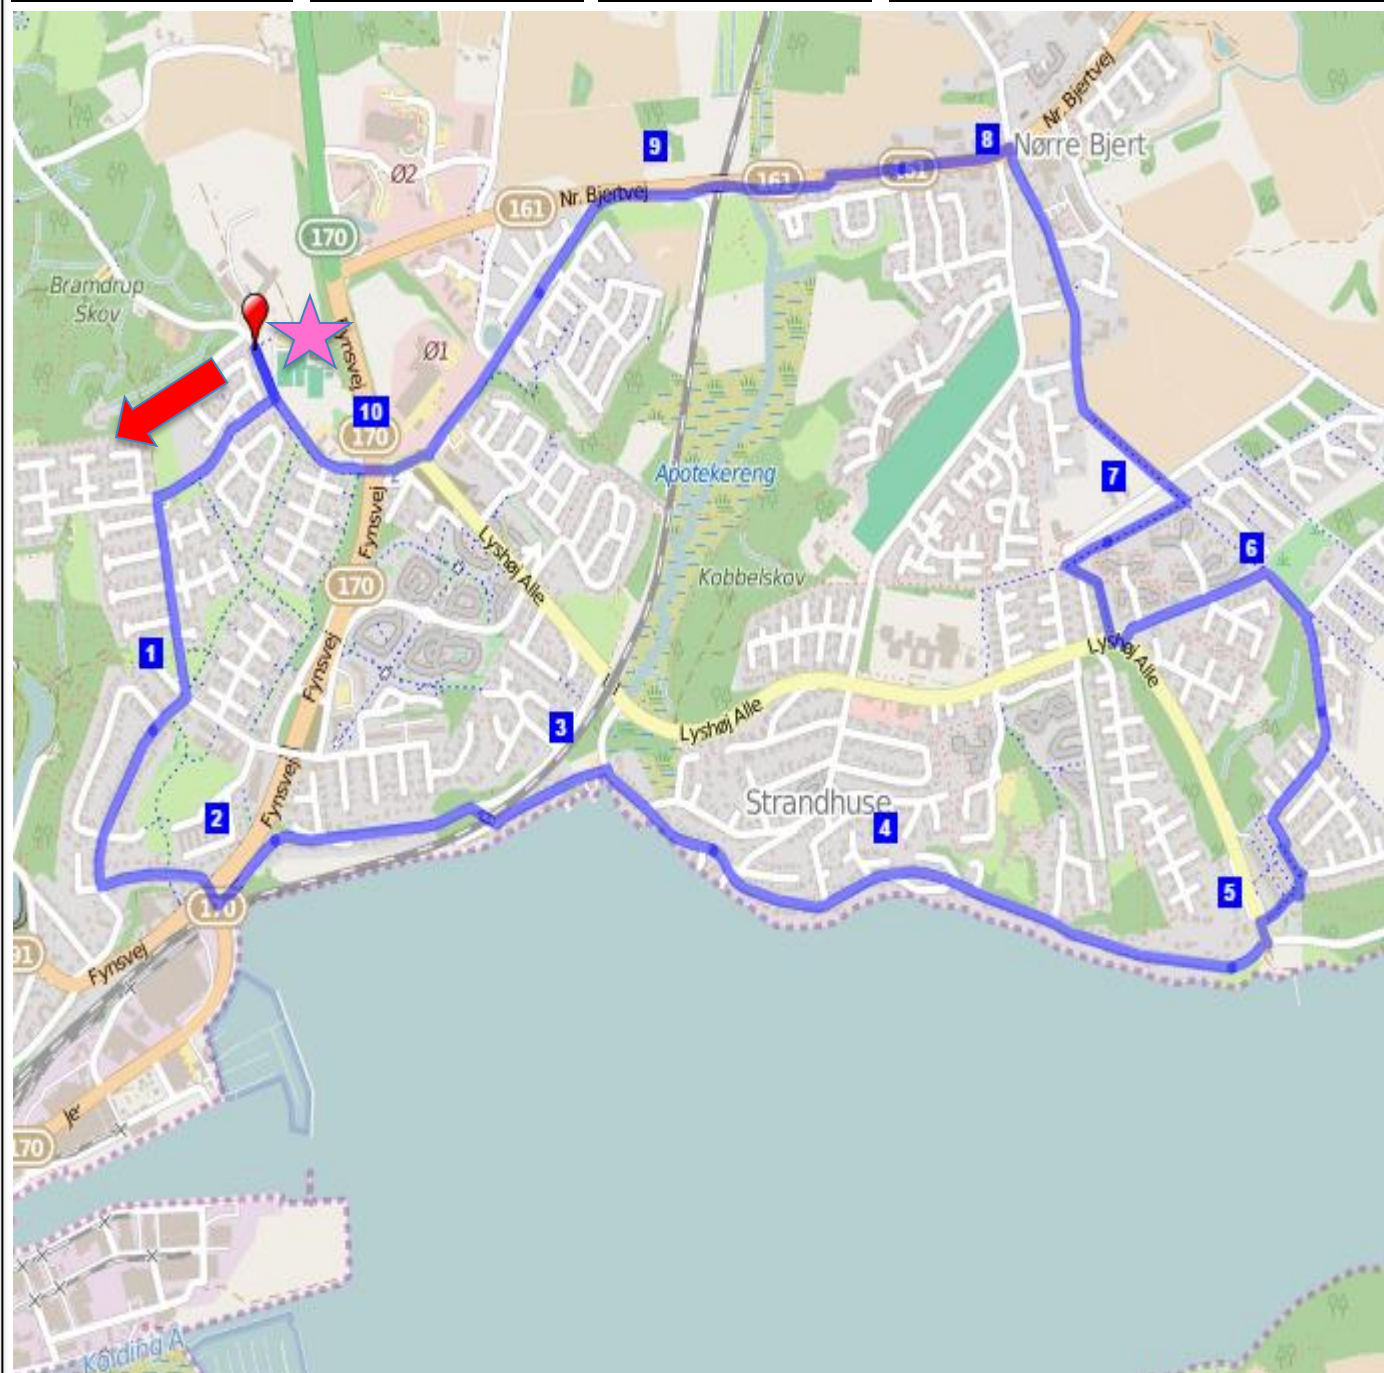 Nr. Bjertvej
9
8
Nørre Bjert
161
161
Ø2
Nr. Bjertvej
161
170
Bramdrup
Skov
Fynsvej
Ø1
10
170
Apotekereng
7
Fynsvej
Lyshøj Alle
6
Kobbelskov
170
1
Fynsvej
Lyshøj Alle
3
Lyshøj Alle
Fynsvej
Strandhuse
2
4
5
170
91
Fynsvej
Je
170
Kolding A